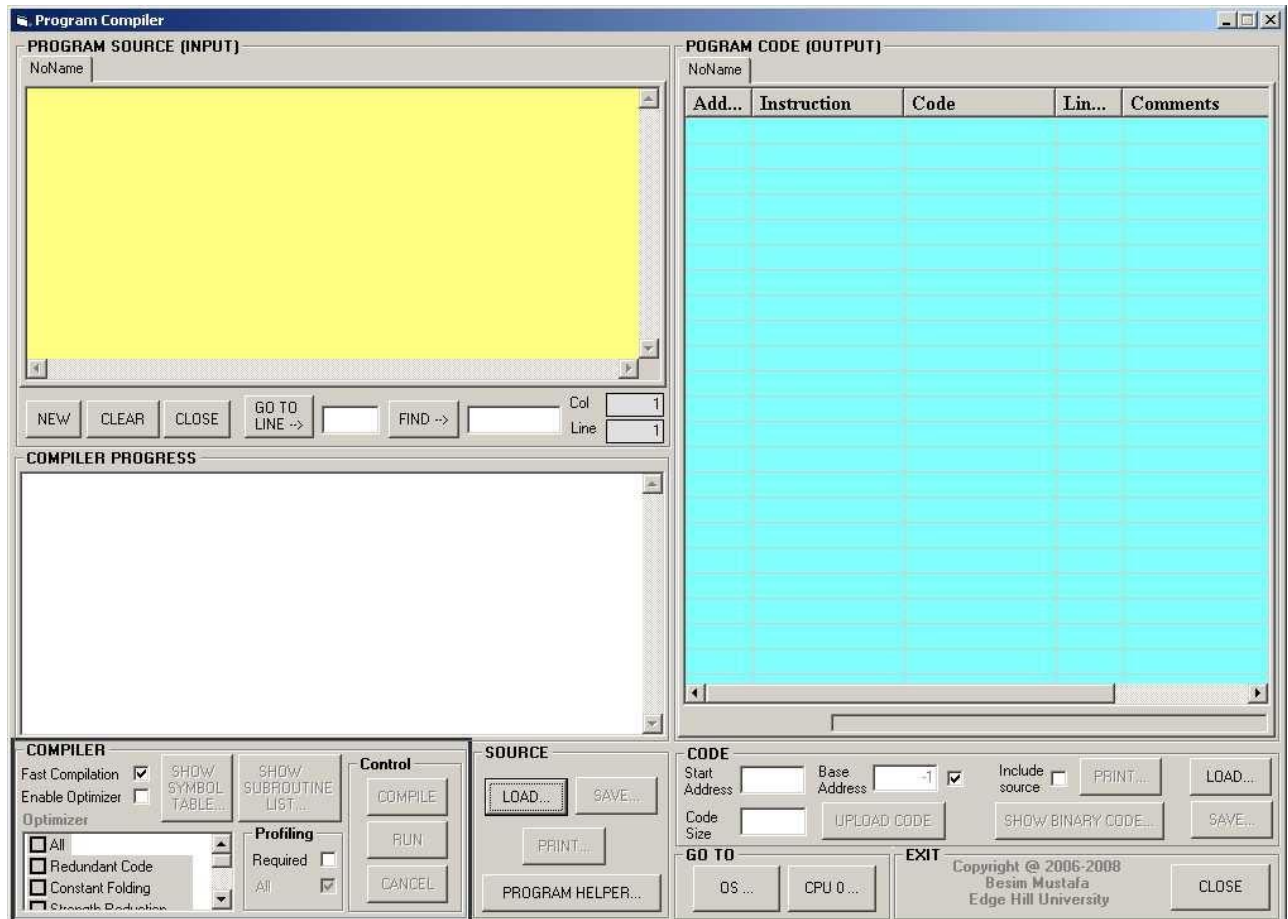 Program Compiler
PROGRAM SOURCE (INPUT)
NoName
NEW
CLEAR
CLOSE
GO TO
LINE -->
FIND -->
Col
1
Line
1
COMPILER PROGRESS
POGRAM CODE (OUTPUT)
NoName
Add... Instruction Code Lin... Comments
COMPILER
Fast Compilation
Enable Optimizer
SHOW
SYMBOL
TABLE...
SHOW
SUBROUTINE
LIST...
Optimizer
All
Redundant Code
Constant Folding
Strength Reduction
Profiling
Required
All
Control
COMPILE
RUN
CANCEL
SOURCE
LOAD...
SAVE...
PRINT...
PROGRAM HELPER...
CODE
Start
Address
Base
Address
-1
Include
source
PRINT...
LOAD...
Code
Size
UPLOAD CODE
SHOW BINARY CODE...
SAVE...
GO TO
OS ...
CPU 0 ...
EXIT
Copyright @ 2006-2008
Besim Mustafa
Edge Hill University
CLOSE